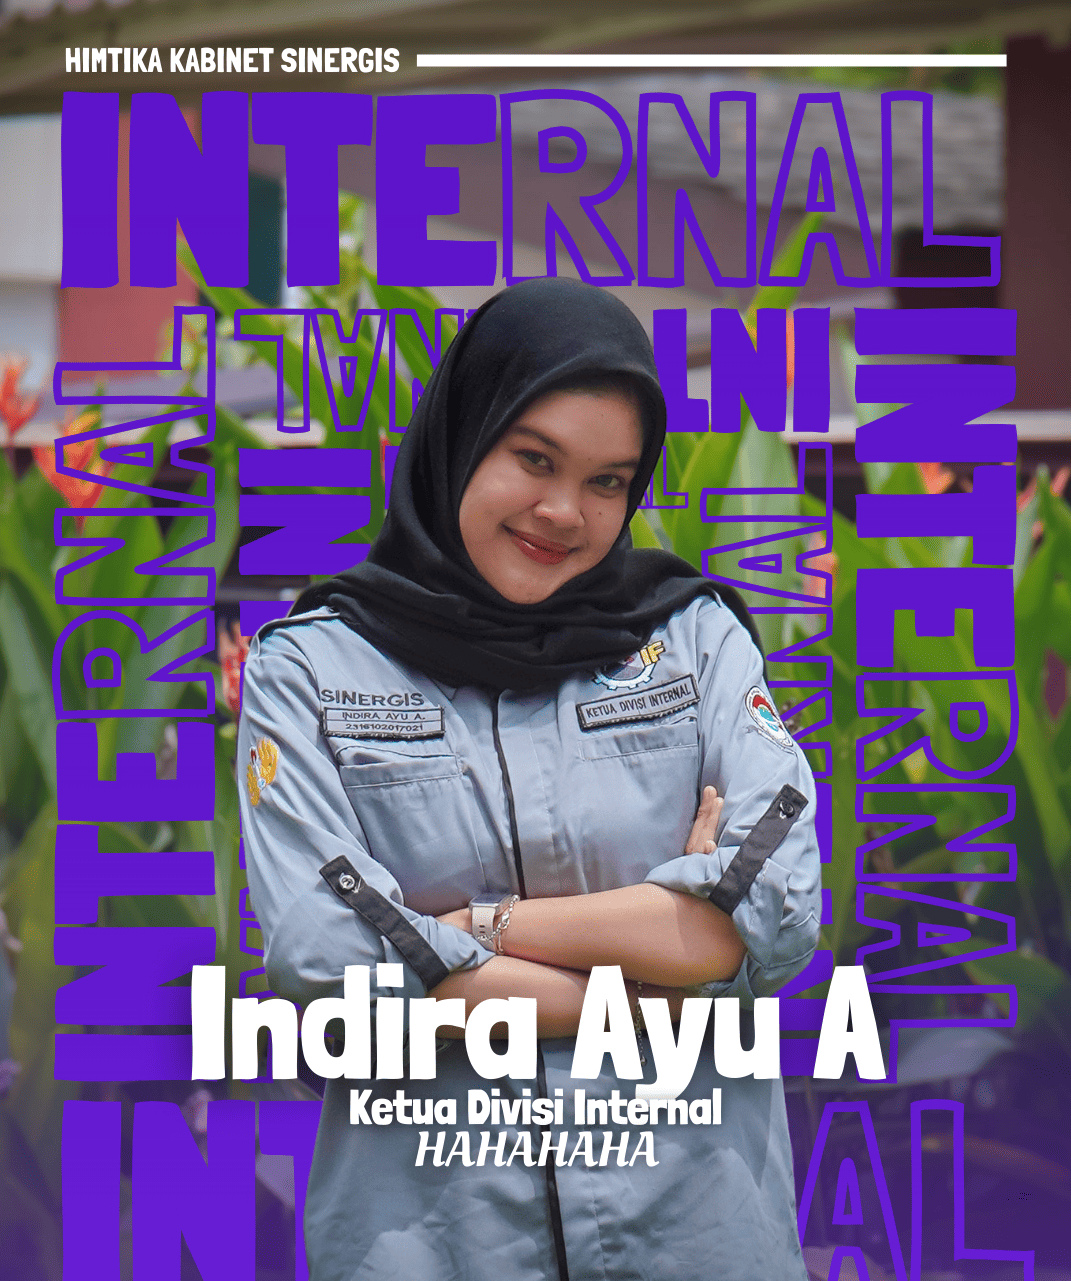 HIMTIKA KABINET SINERGIS
INTERNAL
INTERNAL
INTERNAL
INTERNAL
SINERGIS
INDIRA AYU A.
2316102017021
IF
KETUA DIVISI INTERNAL
Indira Ayu A
Ketua Divisi Internal
HAHAHAHA